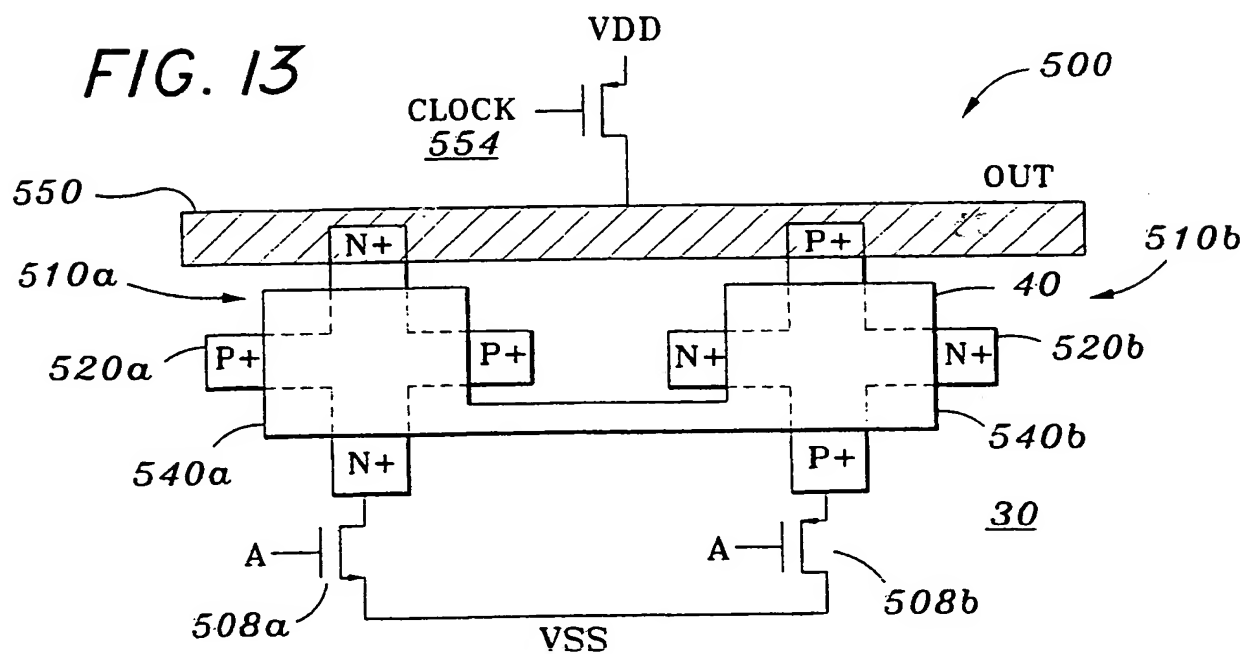 FIG. 13
VDD
500
CLOCK
554
550
OUT
N+
P+
510a
510b
40
520a
P+
P+
N+
N+
520b
540a
N+
P+
540b
30
A
A
508a
508b
VSS